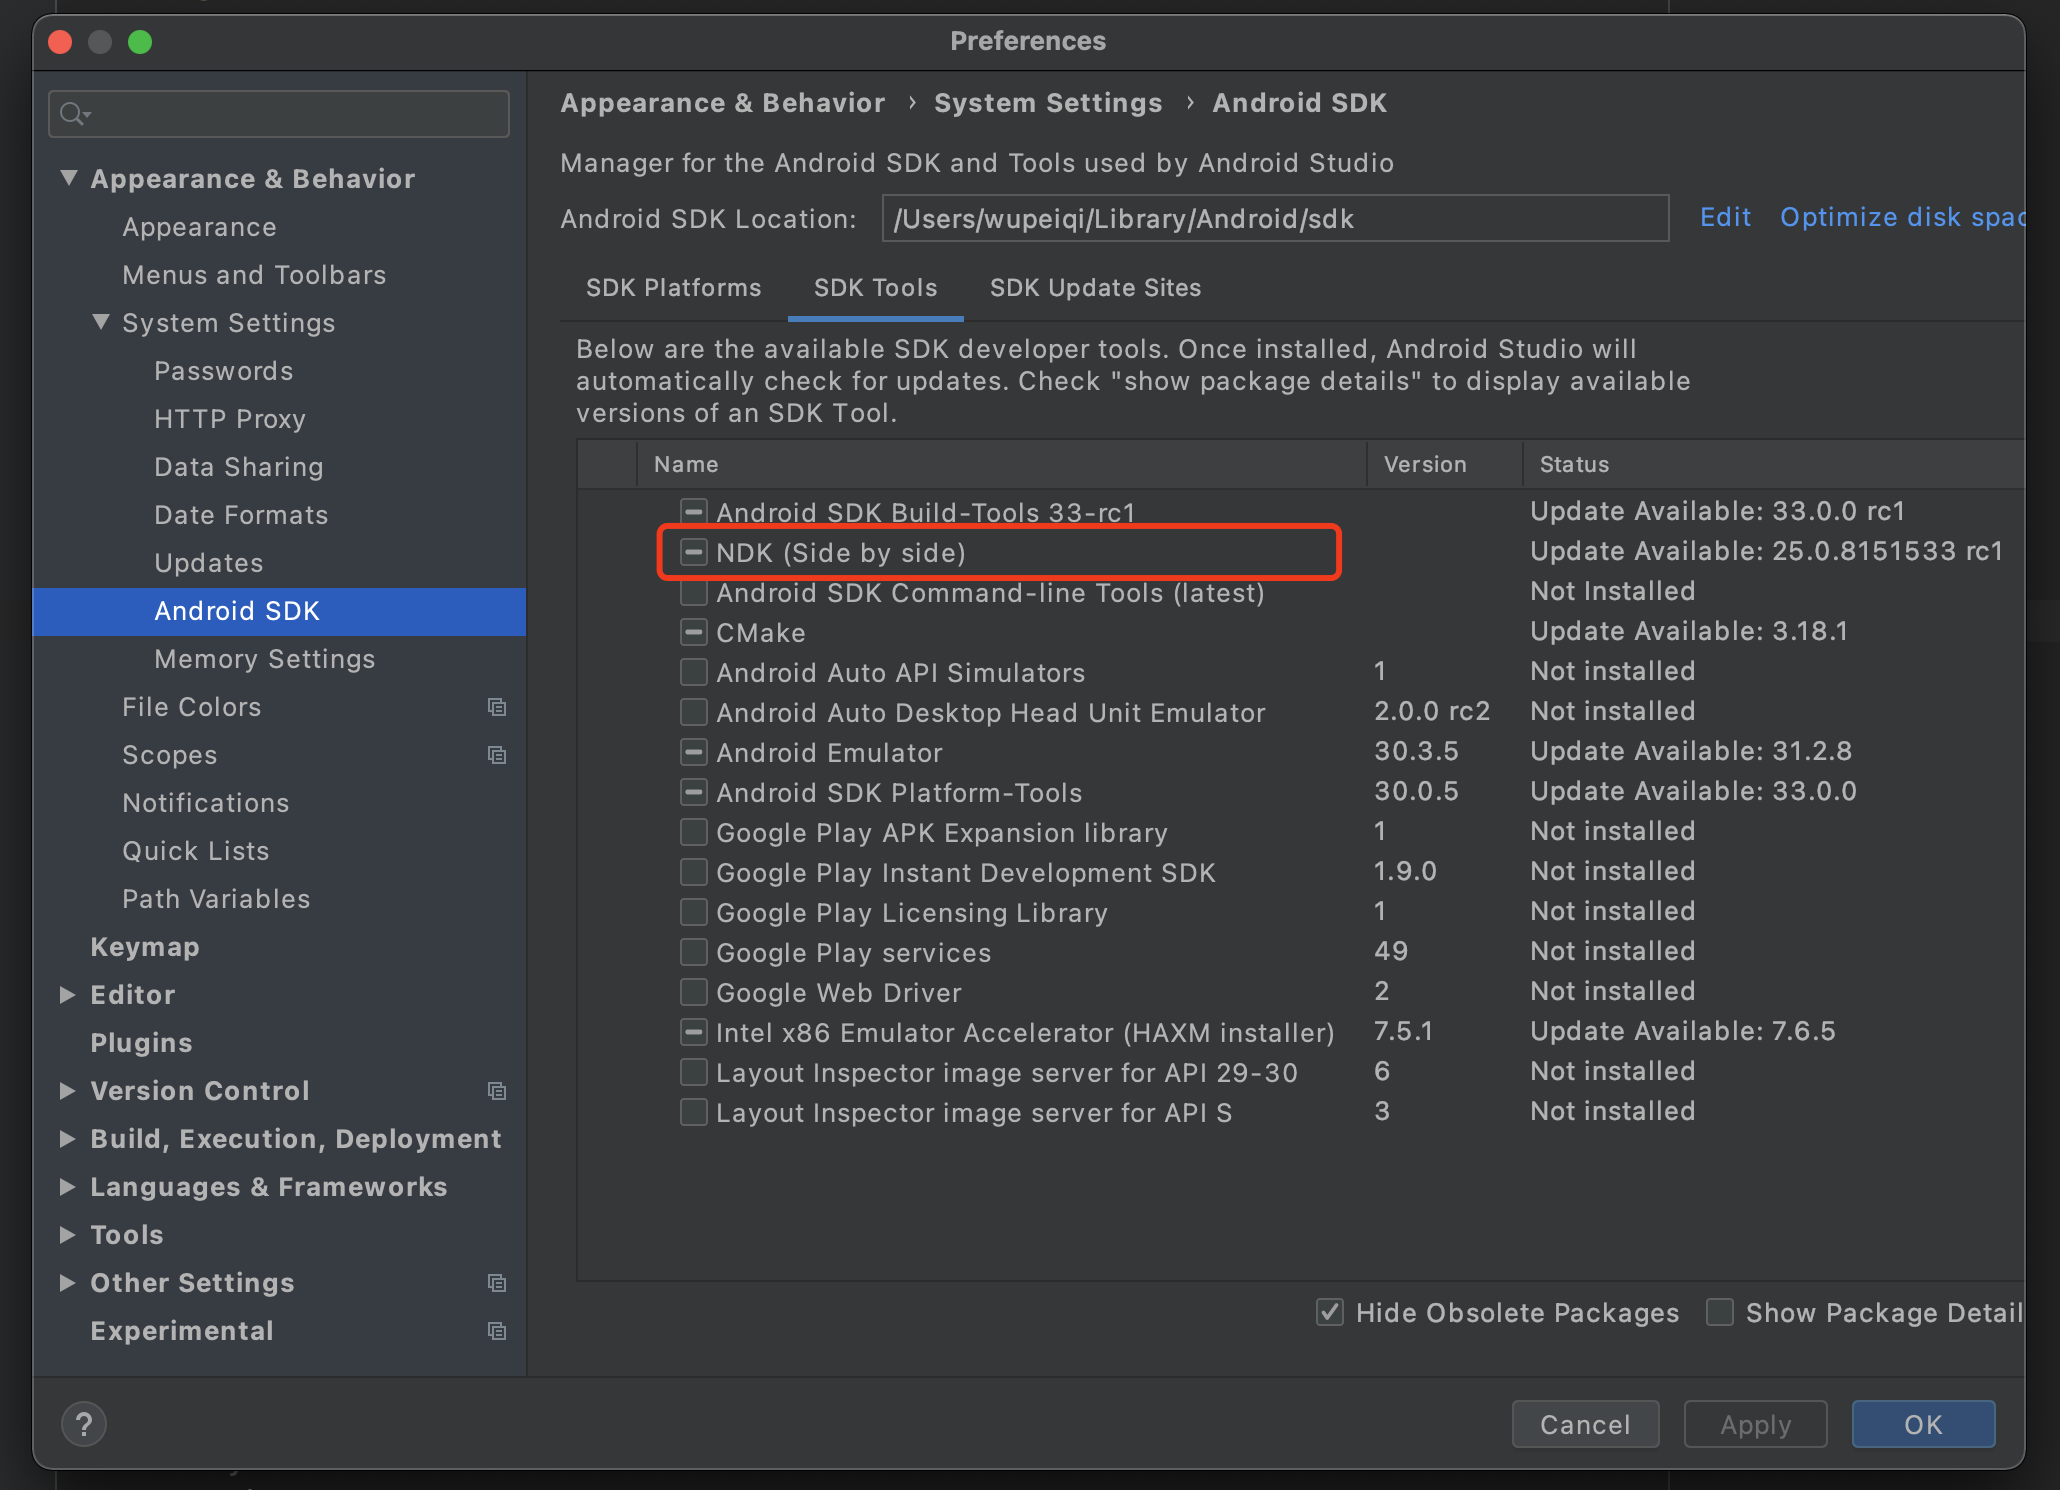 Preferences
Appearance & Behavior
Appearance
Menus and Toolbars
System Settings
Passwords
HTTP Proxy
Data Sharing
Date Formats
Updates
Android SDK
Memory Settings
File Colors
Scopes
Notifications
Quick Lists
Path Variables
Keymap
Editor
Plugins
Version Control
Build, Execution, Deployment
Languages & Frameworks
Tools
Other Settings
Experimental
Appearance & Behavior › System Settings › Android SDK
Manager for the Android SDK and Tools used by Android Studio
Android SDK Location: /Users/wupeiqi/Library/Android/sdk Edit Optimize disk spac
SDK Platforms SDK Tools SDK Update Sites
Below are the available SDK developer tools. Once installed, Android Studio will
automatically check for updates. Check "show package details" to display available
versions of an SDK Tool.
Name Version Status
Android SDK Build-Tools 33-rc1 Update Available: 33.0.0 rc1
NDK (Side by side) Update Available: 25.0.8151533 rc1
Android SDK Command-line Tools (latest) Not Installed
CMake Update Available: 3.18.1
Android Auto API Simulators 1 Not installed
Android Auto Desktop Head Unit Emulator 2.0.0 rc2 Not installed
Android Emulator 30.3.5 Update Available: 31.2.8
Android SDK Platform-Tools 30.0.5 Update Available: 33.0.0
Google Play APK Expansion library 1 Not installed
Google Play Instant Development SDK 1.9.0 Not installed
Google Play Licensing Library 1 Not installed
Google Play services 49 Not installed
Google Web Driver 2 Not installed
Intel x86 Emulator Accelerator (HAXM installer) 7.5.1 Update Available: 7.6.5
Layout Inspector image server for API 29-30 6 Not installed
Layout Inspector image server for API S 3 Not installed
Hide Obsolete Packages Show Package Detail
? Cancel Apply OK